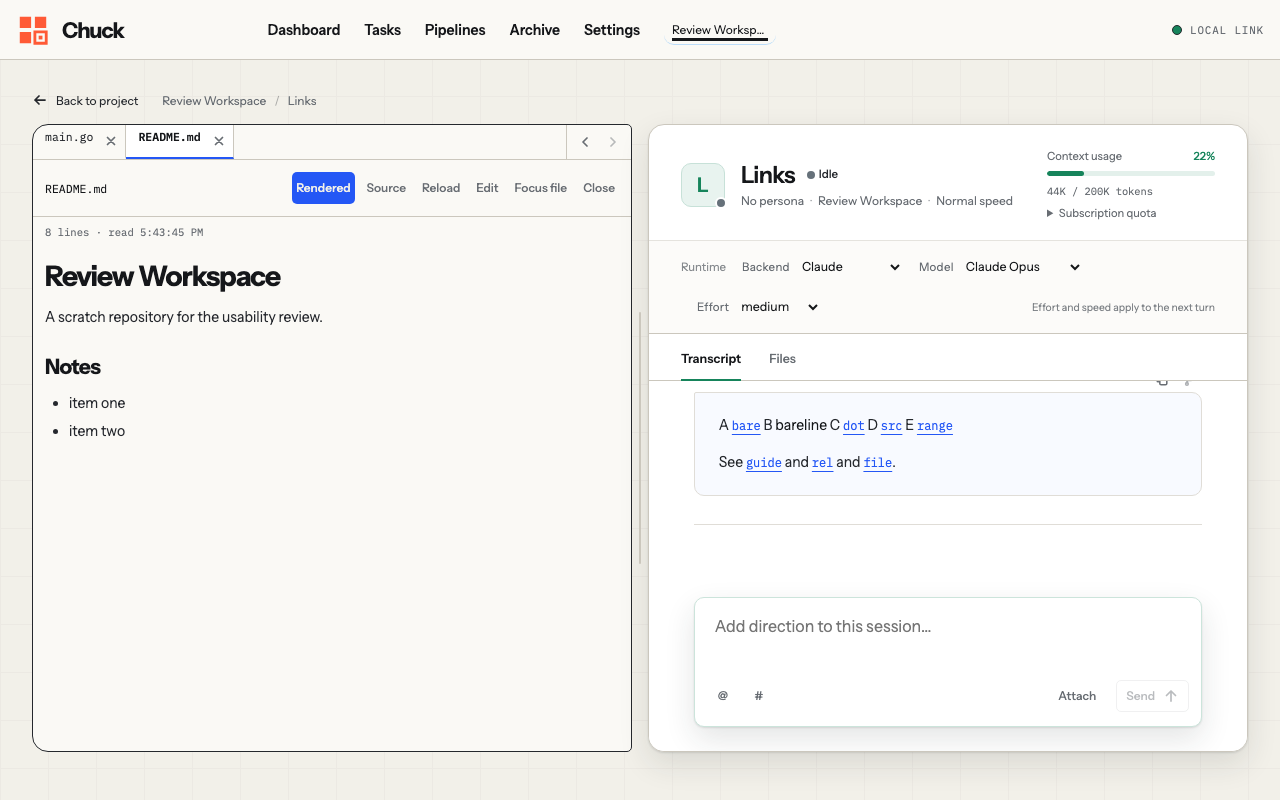 Chuck
Dashboard Tasks Pipelines Archive Settings Review Worksp...
LOCAL LINK
Back to project Review Workspace / Links
main.go README.md
README.md Rendered Source Reload Edit Focus file Close
8 lines · read 5:43:45 PM
Review Workspace
A scratch repository for the usability review.
Notes
item one
item two
L
Links Idle
No persona · Review Workspace · Normal speed
Context usage 22%
44K / 200K tokens
Subscription quota
Runtime Backend Claude Model Claude Opus
Effort medium Effort and speed apply to the next turn
Transcript Files
A bare B bareline C dot D src E range
See guide and rel and file.
Add direction to this session...
@ # Attach Send